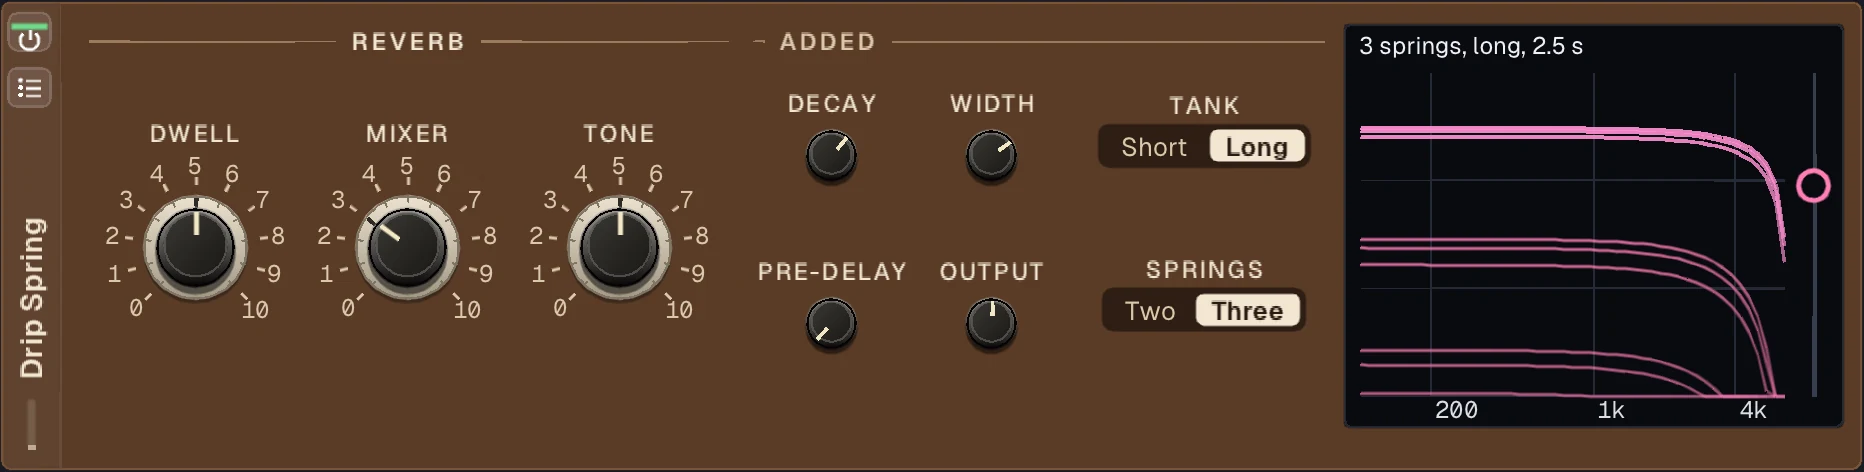 REVERB
ADDED
3 springs, long, 2.5 s
DECAY
WIDTH
TANK
DWELL
MIXER
TONE
Short Long
0 1 2 3 4 5 6 7 8 9 10
0 1 2 3 4 5 6 7 8 9 10
0 1 2 3 4 5 6 7 8 9 10
PRE-DELAY
OUTPUT
SPRINGS
Two Three
Drip Spring
200 1k 4k